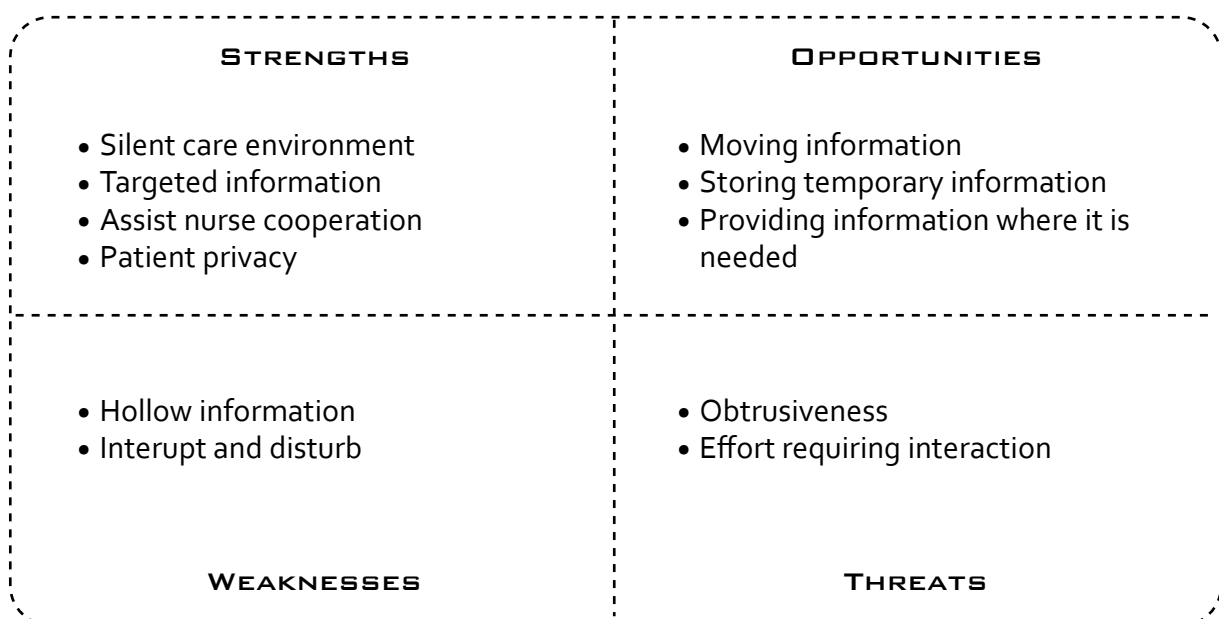 STRENGTHS
• Silent care environment
• Targeted information
• Assist nurse cooperation
• Patient privacy
OPPORTUNITIES
• Moving information
• Storing temporary information
• Providing information where it is
needed
• Hollow information
• Interupt and disturb
WEAKNESSES
• Obtrusiveness
• Effort requiring interaction
THREATS